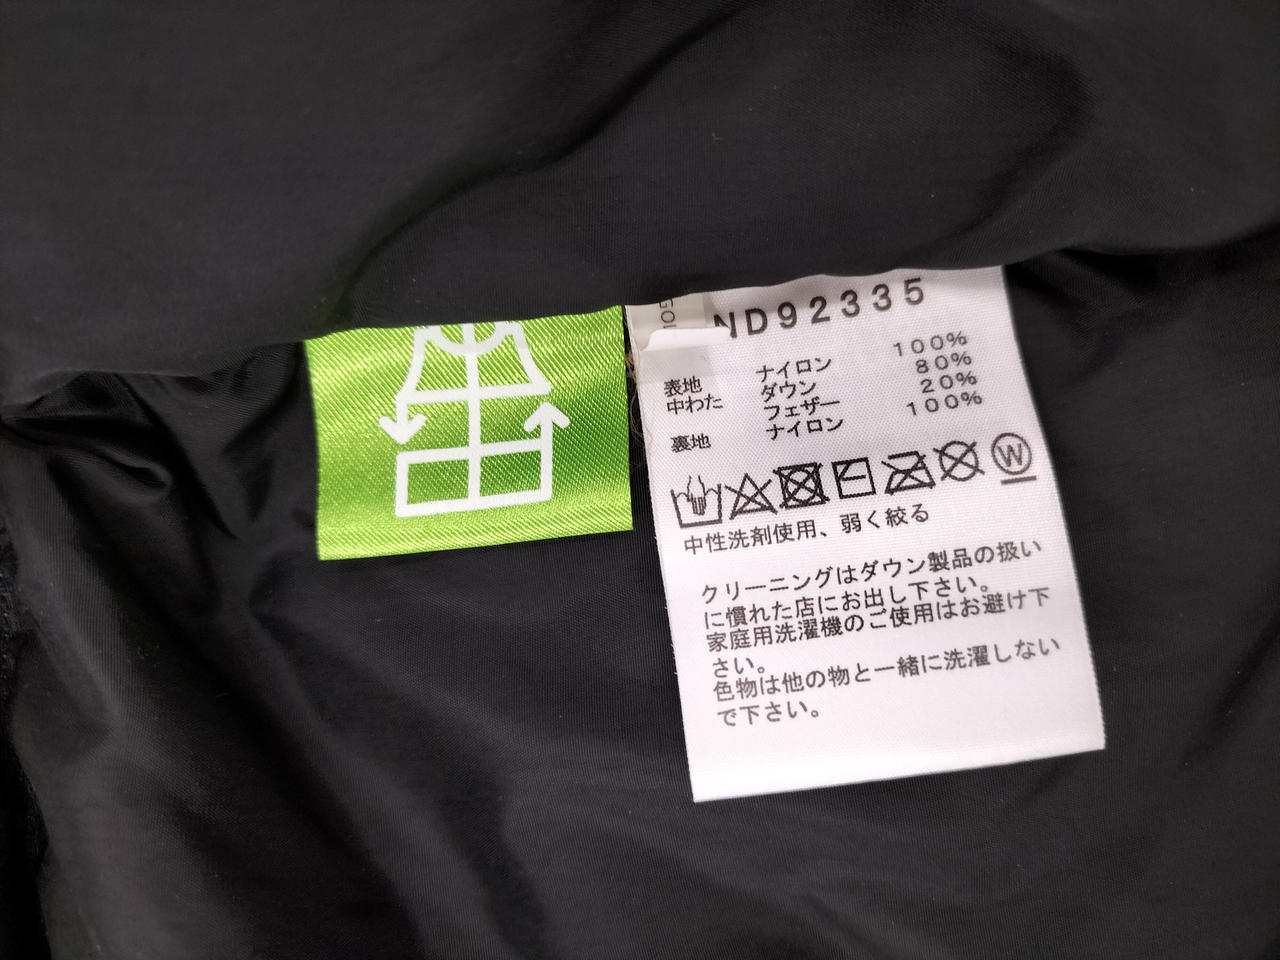 ND92335
表地 ナイロン 100%
中わた ダウン 80%
フェザー 20%
裏地 ナイロン 100%
W
中性洗剤使用、弱く絞る
クリーニングはダウン製品の扱い
に慣れた店にお出し下さい。
家庭用洗濯機のご使用はお避け下
さい。
色物は他の物と一緒に洗濯しない
で下さい。